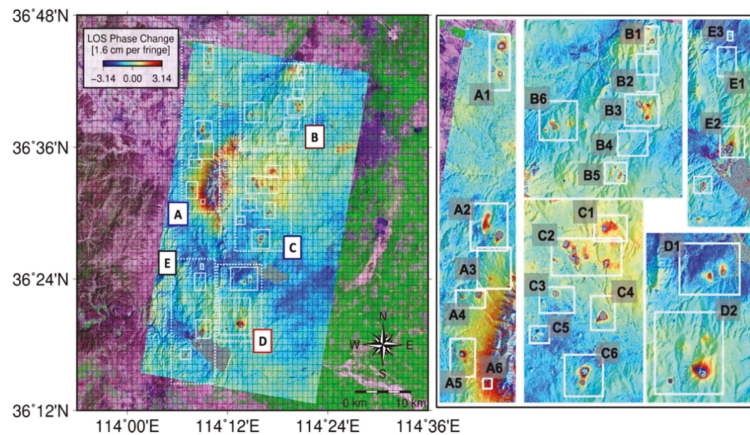 36°48'N
LOS Phase Change
[1.6 cm per fringe]
−3.14 0.00 3.14
36°36'N
B
A
C
E
36°24'N
D
N
W E
S
0 km 10 km
36°12'N
114°00'E 114°12'E 114°24'E 114°36'E
A1
A2
A3
A4
A5
A6
B1
B2
B3
B6
B4
B5
C1
C2
C3
C4
C5
C6
E3
E1
E2
D1
D2